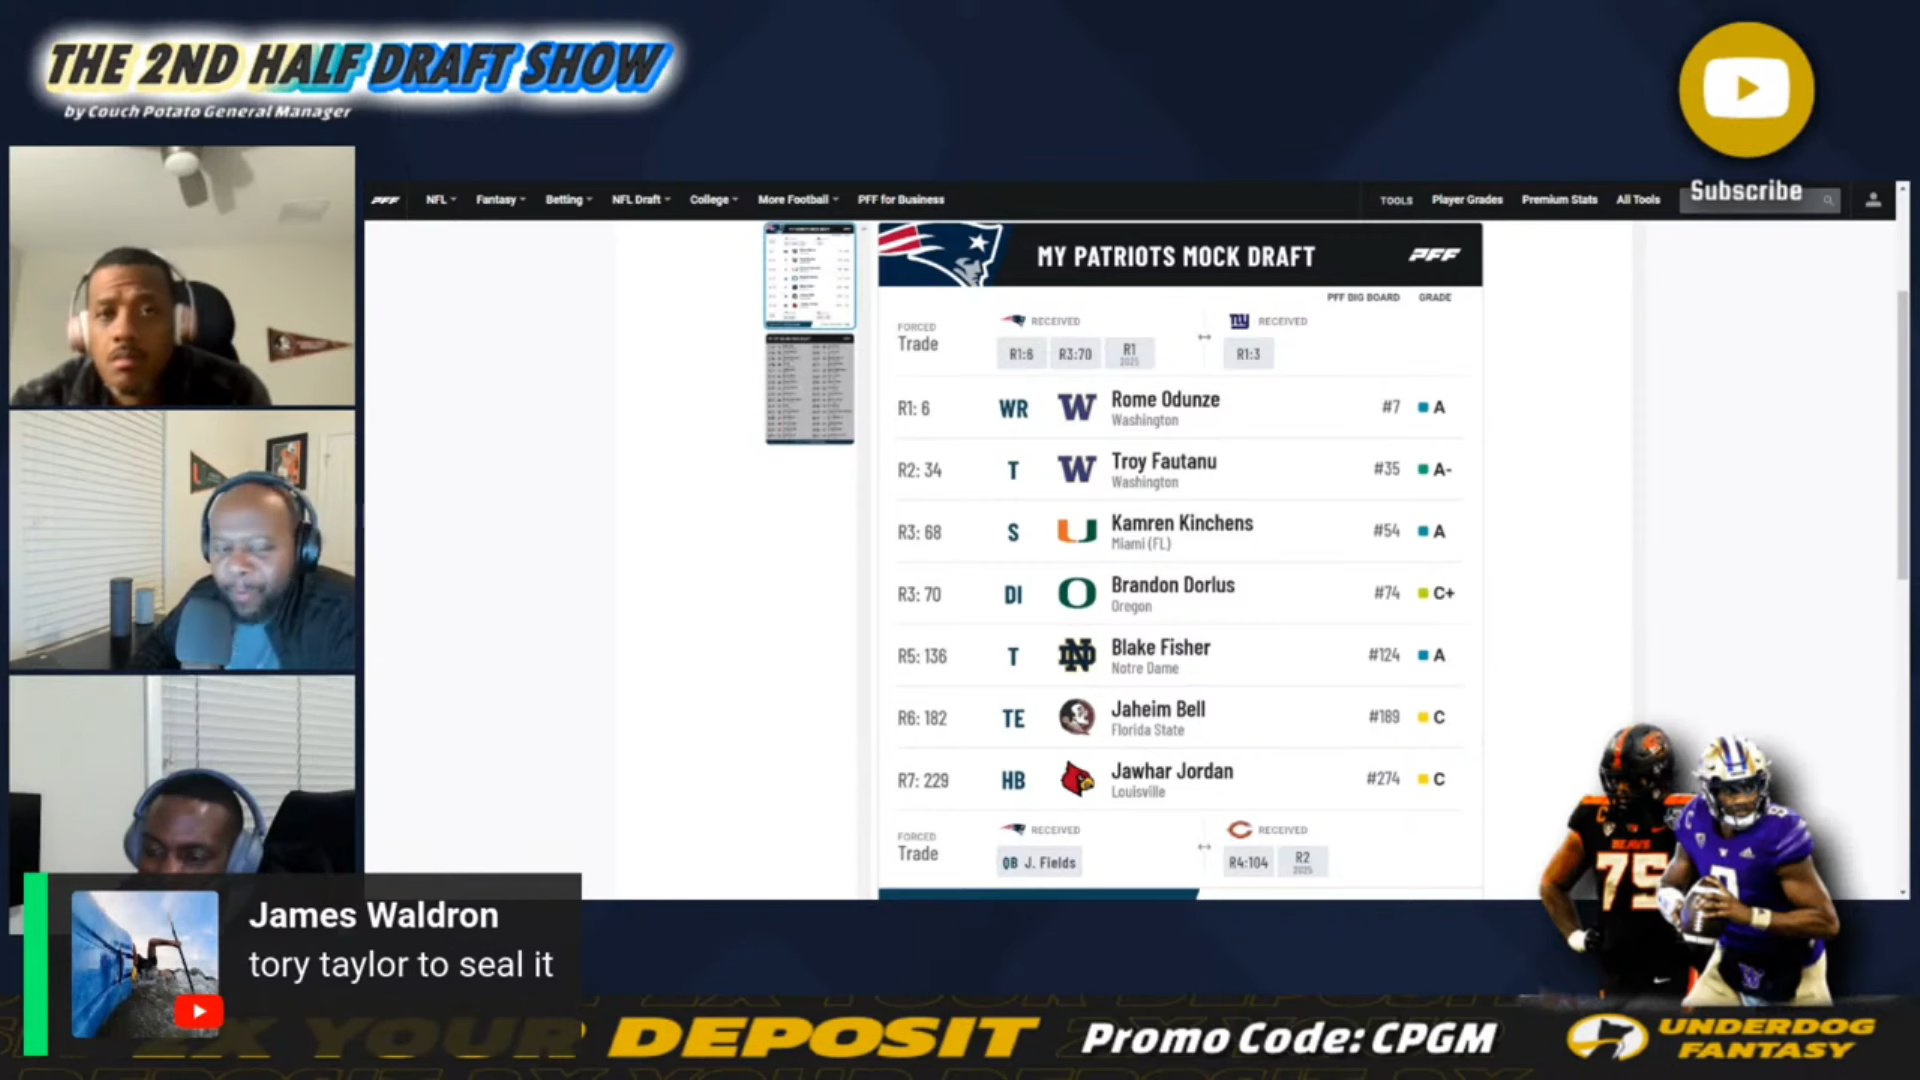 THE 2ND HALF DRAFT SHOW
by Couch Potato General Manager
Subscribe
PFF NFL Fantasy Betting NFL Draft College More Football PFF for Business TOOLS Player Grades Premium Stats All Tools
MY PATRIOTS MOCK DRAFT PFF
PFF BIG BOARD GRADE
FORCED Trade RECEIVED R1:6 R3:70 R1 2025 RECEIVED R1:3
R1: 6 WR Rome Odunze #7 A
Washington
R2: 34 T Troy Fautanu #35 A-
Washington
R3: 68 S Kamren Kinchens #54 A
Miami (FL)
R3: 70 DI Brandon Dorlus #74 C+
Oregon
R5: 136 T Blake Fisher #124 A
Notre Dame
R6: 182 TE Jaheim Bell #189 C
Florida State
R7: 229 HB Jawhar Jordan #274 C
Louisville
FORCED Trade RECEIVED QB J. Fields RECEIVED R4:104 R2 2025
James Waldron
tory taylor to seal it
2X YOUR DEPOSIT Promo Code: CPGM
UNDERDOG
FANTASY
BEAVS
75